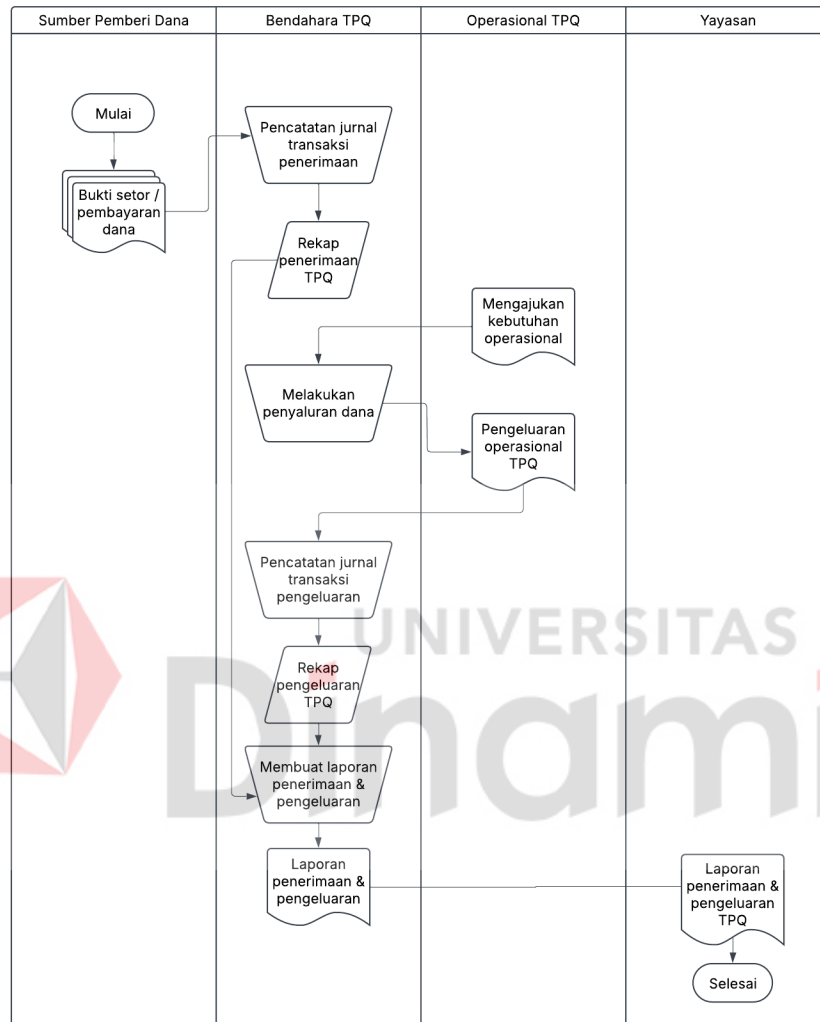 Sumber Pemberi Dana
Bendahara TPQ
Operasional TPQ
Yayasan
Mulai
Bukti setor /
pembayaran
dana
Pencatatan jurnal
transaksi
penerimaan
Rekap
penerimaan
TPQ
Mengajukan
kebutuhan
operasional
Melakukan
penyaluran dana
Pengeluaran
operasional
TPQ
Pencatatan jurnal
transaksi
pengeluaran
Rekap
pengeluaran
TPQ
Membuat laporan
penerimaan &
pengeluaran
Laporan
penerimaan &
pengeluaran
Laporan
penerimaan &
pengeluaran
TPQ
Selesai
UNIVERSITAS
Dinami